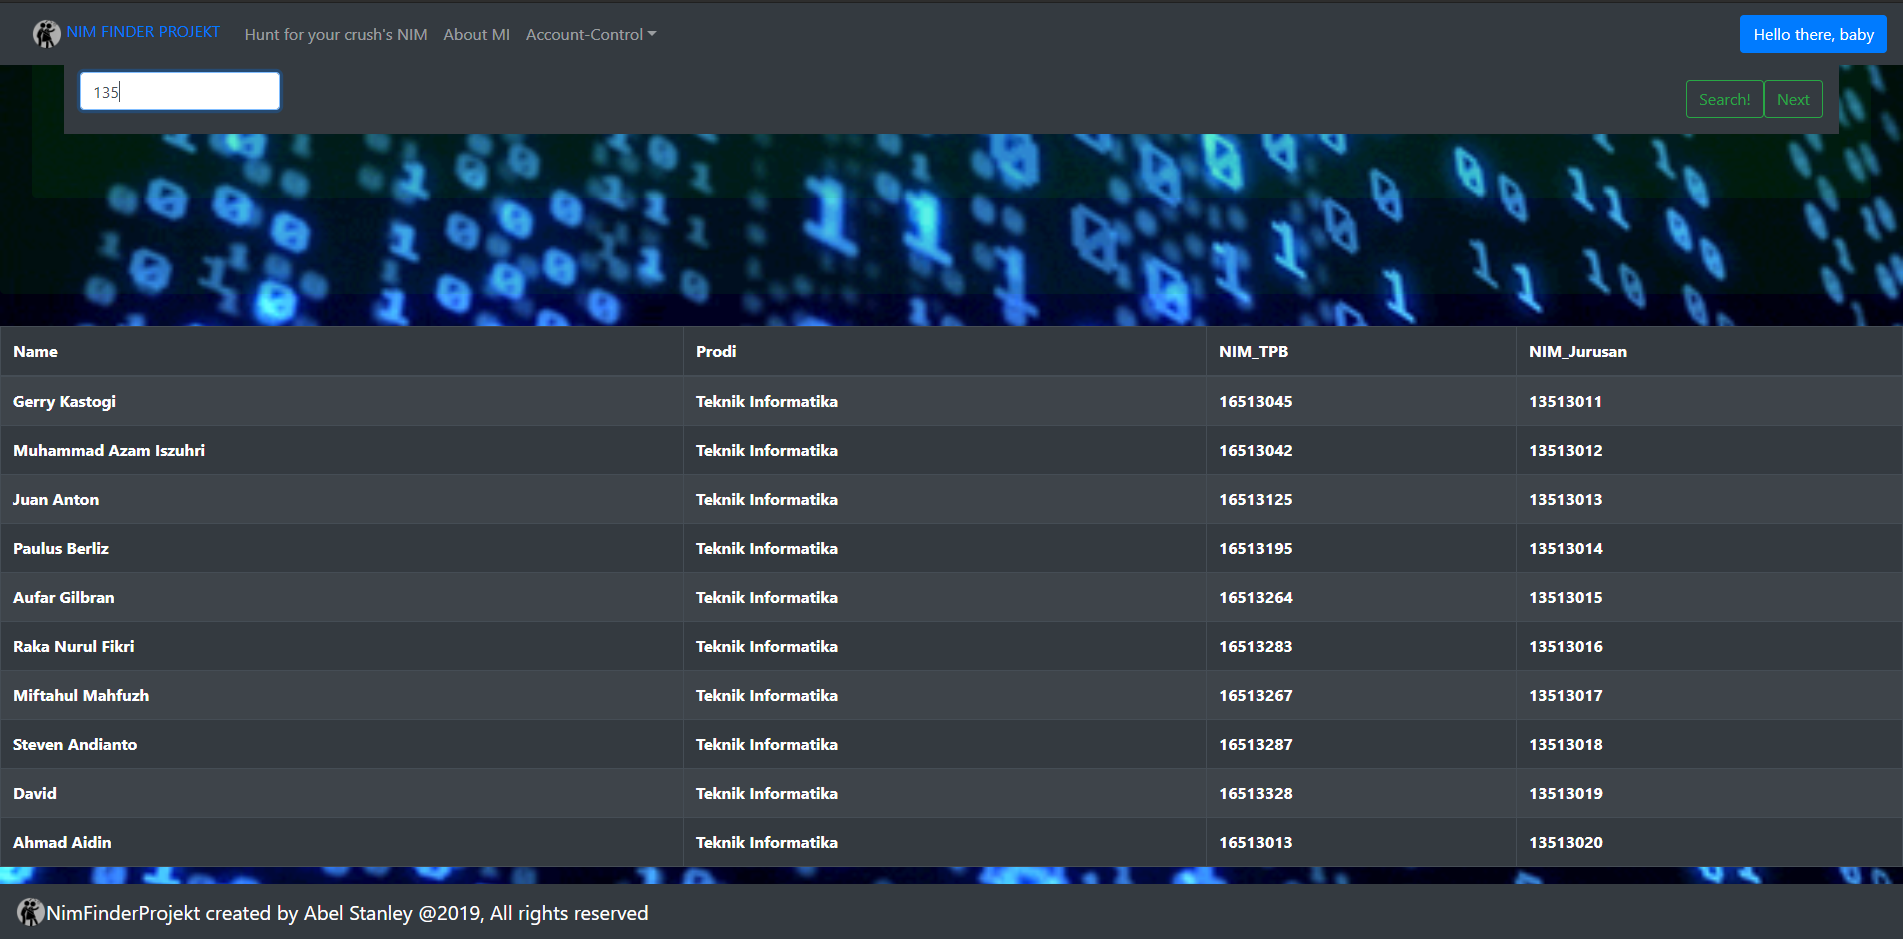 NIM FINDER PROJEKT Hunt for your crush's NIM About MI Account-Control Hello there, baby
135 Search! Next
Name Prodi NIM_TPB NIM_Jurusan
Gerry Kastogi Teknik Informatika 16513045 13513011
Muhammad Azam Iszuhri Teknik Informatika 16513042 13513012
Juan Anton Teknik Informatika 16513125 13513013
Paulus Berliz Teknik Informatika 16513195 13513014
Aufar Gilbran Teknik Informatika 16513264 13513015
Raka Nurul Fikri Teknik Informatika 16513283 13513016
Miftahul Mahfuzh Teknik Informatika 16513267 13513017
Steven Andianto Teknik Informatika 16513287 13513018
David Teknik Informatika 16513328 13513019
Ahmad Aidin Teknik Informatika 16513013 13513020
NimFinderProjekt created by Abel Stanley @2019, All rights reserved